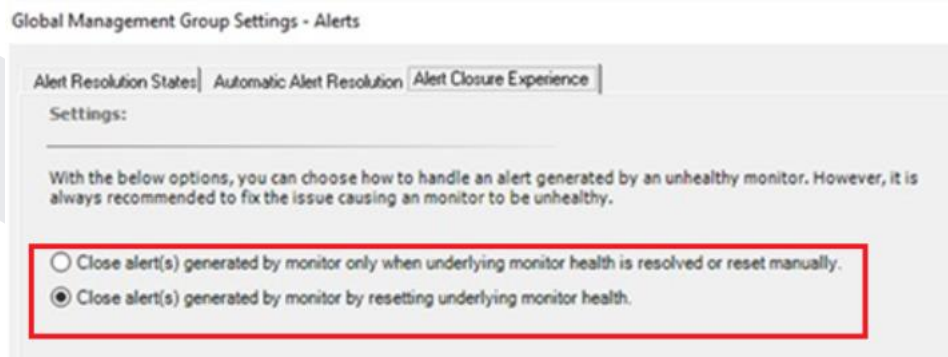 Global Management Group Settings - Alerts
Alert Resolution States Automatic Alert Resolution Alert Closure Experience
Settings:
With the below options, you can choose how to handle an alert generated by an unhealthy monitor. However, it is
always recommended to fix the issue causing an monitor to be unhealthy.
Close alert(s) generated by monitor only when underlying monitor health is resolved or reset manually.
Close alert(s) generated by monitor by resetting underlying monitor health.